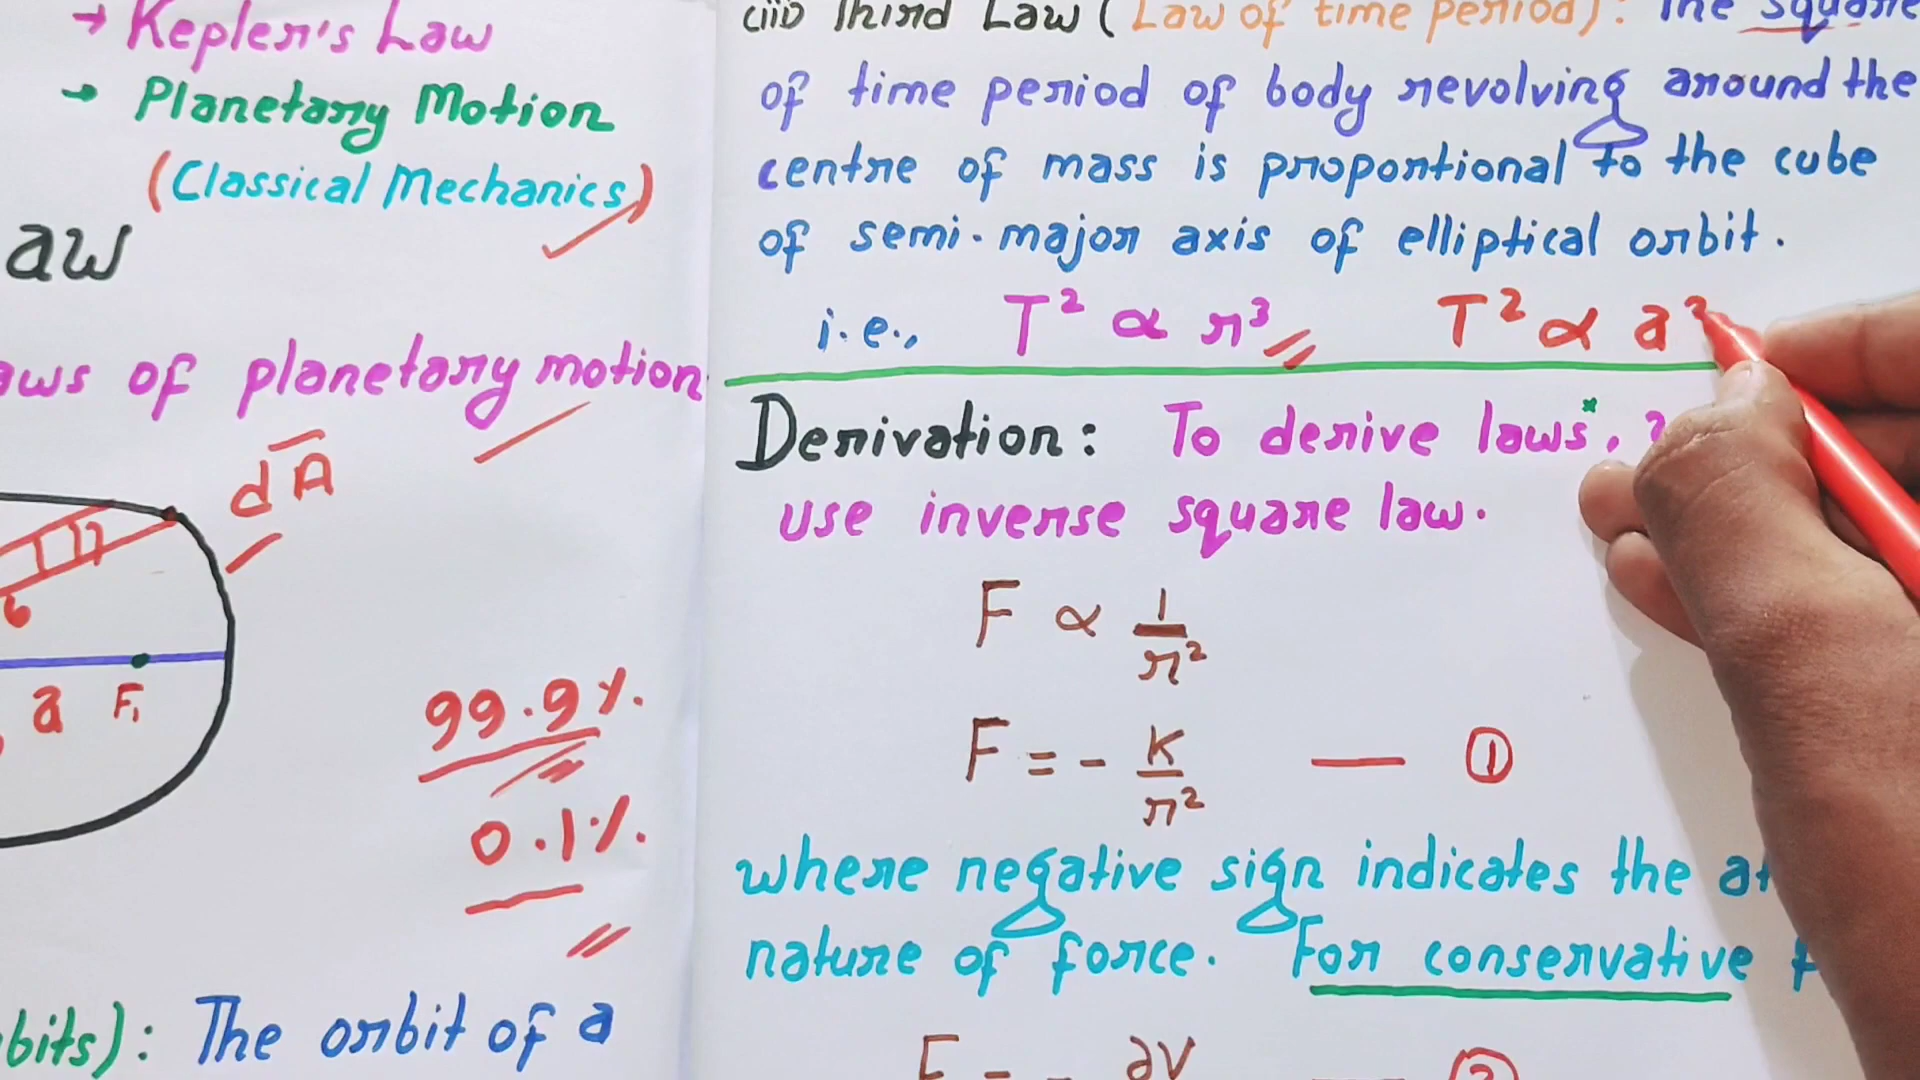 → Kepler's Law
→ Planetary Motion
(Classical Mechanics)
aw
aws of planetary motion
dA
6
a F₁
99.9%
0.1%
bits): The orbit of a
(iii) Third Law (Law of time period): The square
of time period of body revolving around the
centre of mass is proportional to the cube
of semi-major axis of elliptical orbit.
i.e., T² ∝ r³ T² ∝ a³
Derivation: To derive laws,
use inverse square law.
F ∝ 1/r²
F = - K/r² — ①
where negative sign indicates the
nature of force. For conservative f
F = - ∂V — ②